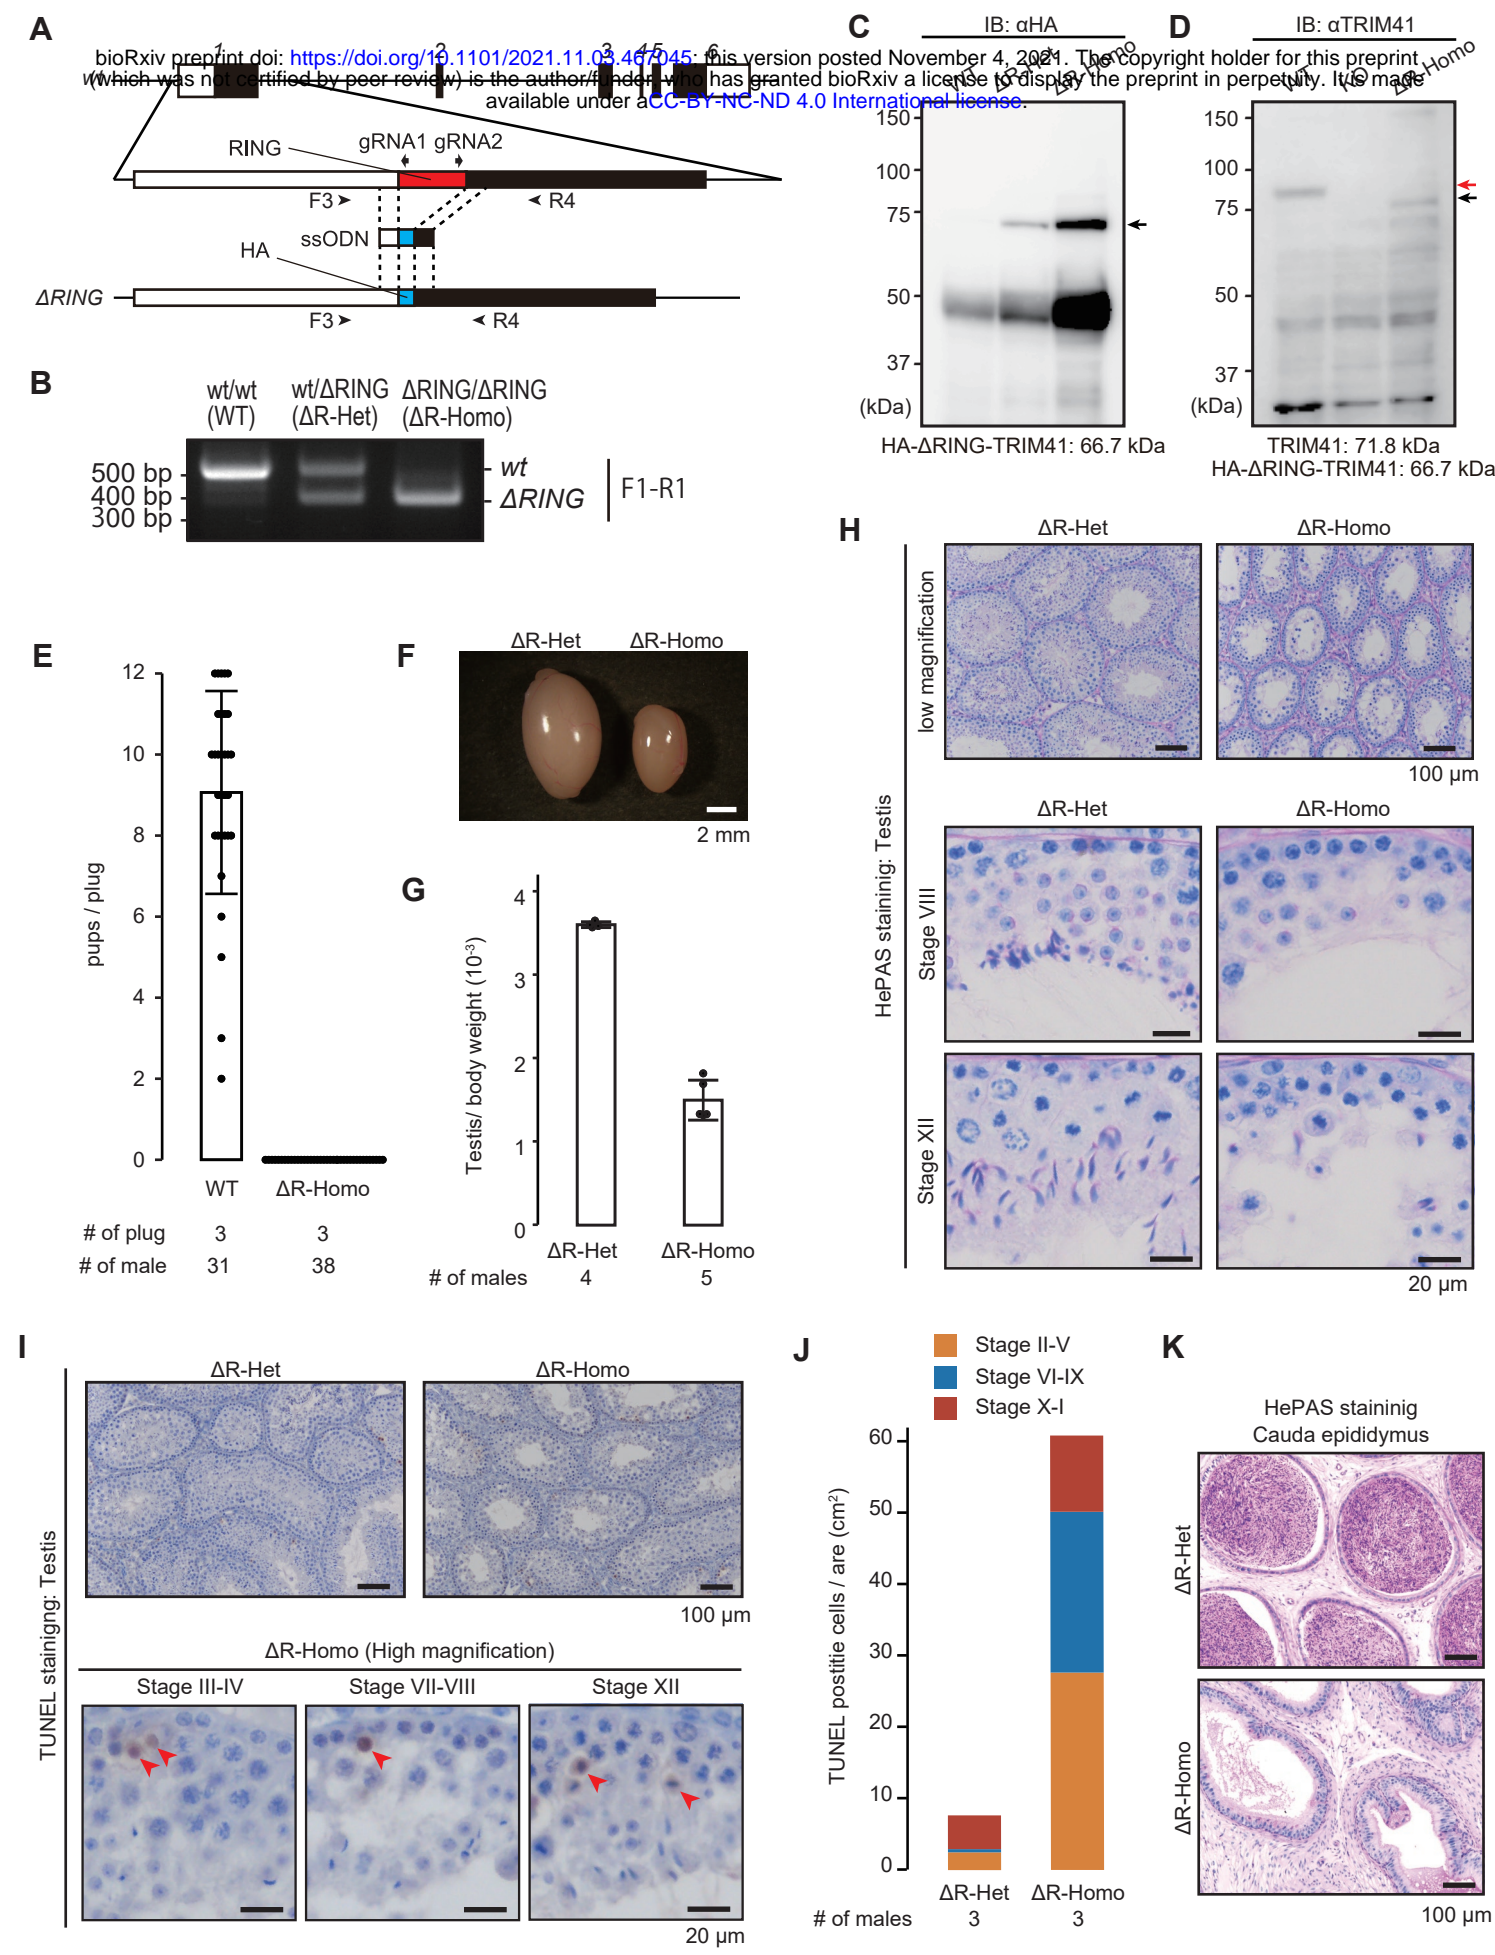 A
bioRxiv preprint doi: https://doi.org/10.1101/2021.11.03.467045; this version posted November 4, 2021. The copyright holder for this preprint
(which was not certified by peer review) is the author/funder, who has granted bioRxiv a license to display the preprint in perpetuity. It is made
available under aCC-BY-NC-ND 4.0 International license.
wt
1
2
3
4
5
6
RING
gRNA1
gRNA2
F3
R4
ssODN
HA
ΔRING
F3
R4
B
wt/wt
(WT)
wt/ΔRING
(ΔR-Het)
ΔRING/ΔRING
(ΔR-Homo)
500 bp
400 bp
300 bp
wt
ΔRING
F1-R1
C
IB: αHA
WT
ΔR-Het
ΔR-Homo
150
100
75
50
37
(kDa)
HA-ΔRING-TRIM41: 66.7 kDa
D
IB: αTRIM41
WT
KO
ΔR-Homo
150
100
75
50
37
(kDa)
TRIM41: 71.8 kDa
HA-ΔRING-TRIM41: 66.7 kDa
E
pups / plug
12
10
8
6
4
2
0
WT
ΔR-Homo
# of plug
3
3
# of male
31
38
F
ΔR-Het
ΔR-Homo
2 mm
G
Testis/ body weight (10-3)
4
3
2
1
0
ΔR-Het
ΔR-Homo
# of males
4
5
H
HePAS staininig: Testis
ΔR-Het
ΔR-Homo
low magnification
100 µm
ΔR-Het
ΔR-Homo
Stage VIII
Stage XII
20 µm
I
TUNEL stainigng: Testis
ΔR-Het
ΔR-Homo
100 µm
ΔR-Homo (High magnification)
Stage III-IV
Stage VII-VIII
Stage XII
20 µm
J
Stage II-V
Stage VI-IX
Stage X-I
TUNEL postitie cells / are (cm2)
60
50
40
30
20
10
0
ΔR-Het
ΔR-Homo
# of males
3
3
K
HePAS staininig
Cauda epididymus
ΔR-Het
ΔR-Homo
100 µm